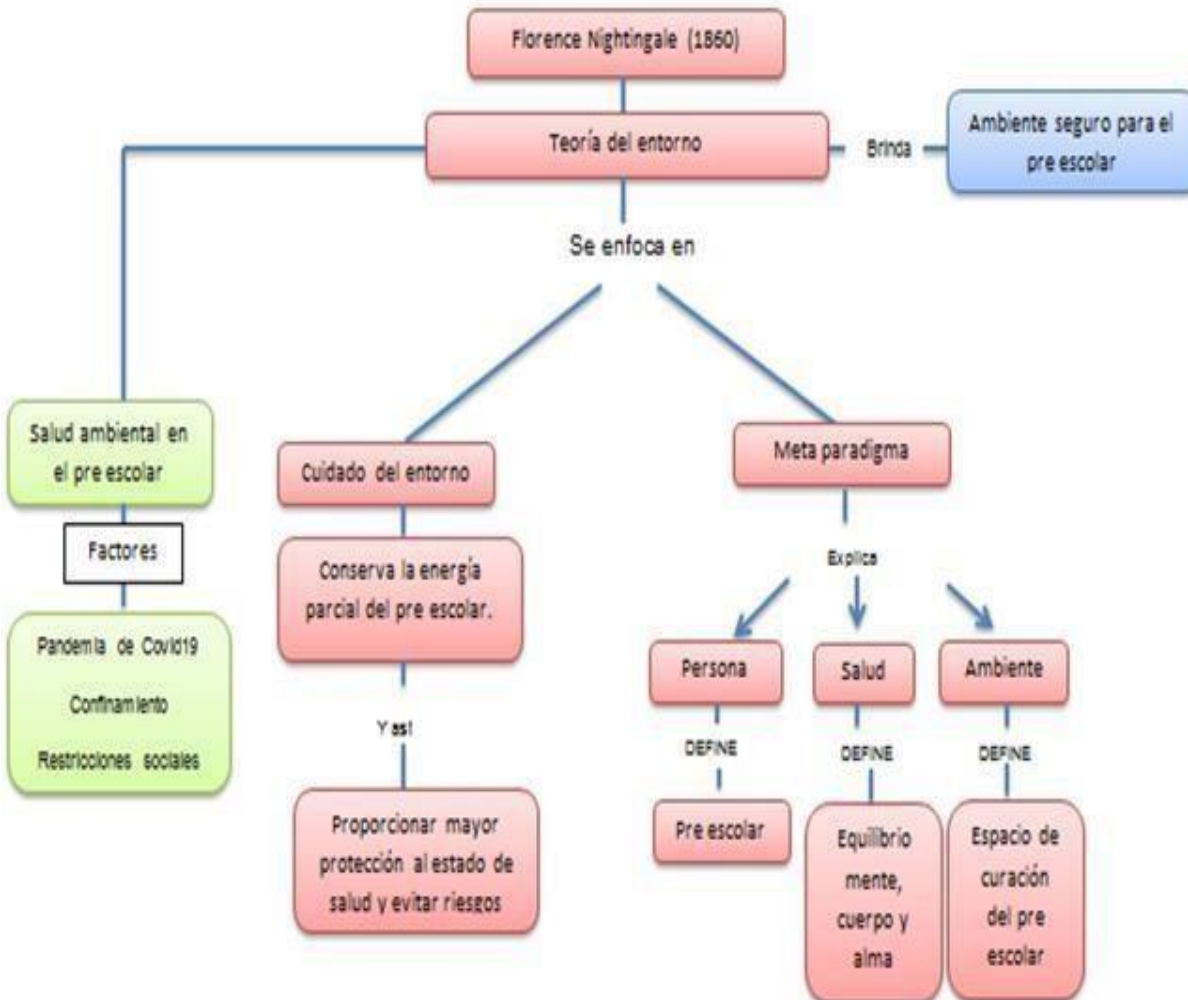 Florence Nightingale (1860)
Teoría del entorno
Brinda
Ambiente seguro para el
pre escolar
Se enfoca en
Salud ambiental en
el pre escolar
Factores
Pandemia de Covid19
Confinamiento
Restricciones sociales
Cuidado del entorno
Conserva la energía
parcial del pre escolar.
Y así
Proporcionar mayor
protección al estado de
salud y evitar riesgos
Meta paradigma
Explica
Persona
Salud
Ambiente
DEFINE
DEFINE
DEFINE
Pre escolar
Equilibrio
mente,
cuerpo y
alma
Espacio de
curación
del pre
escolar